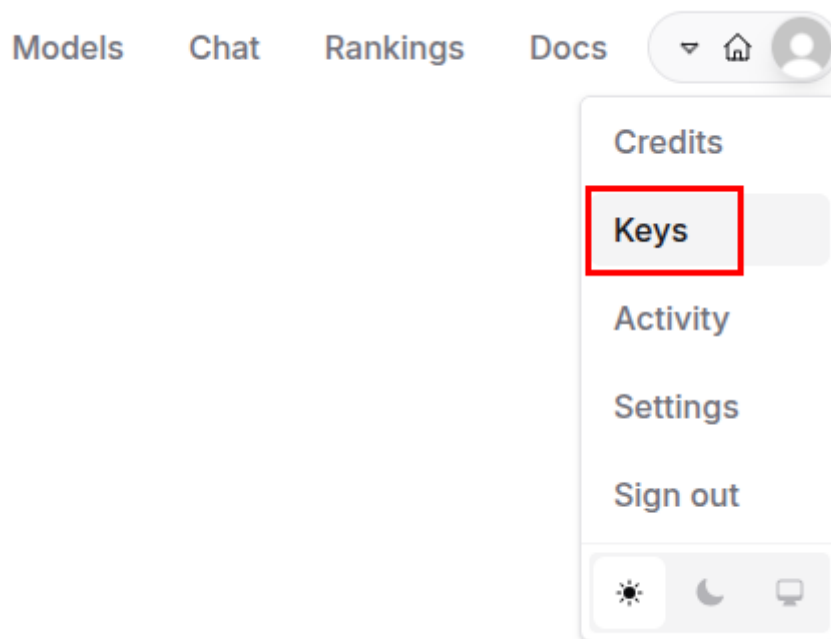 Models Chat Rankings Docs
Credits
Keys
Activity
Settings
Sign out